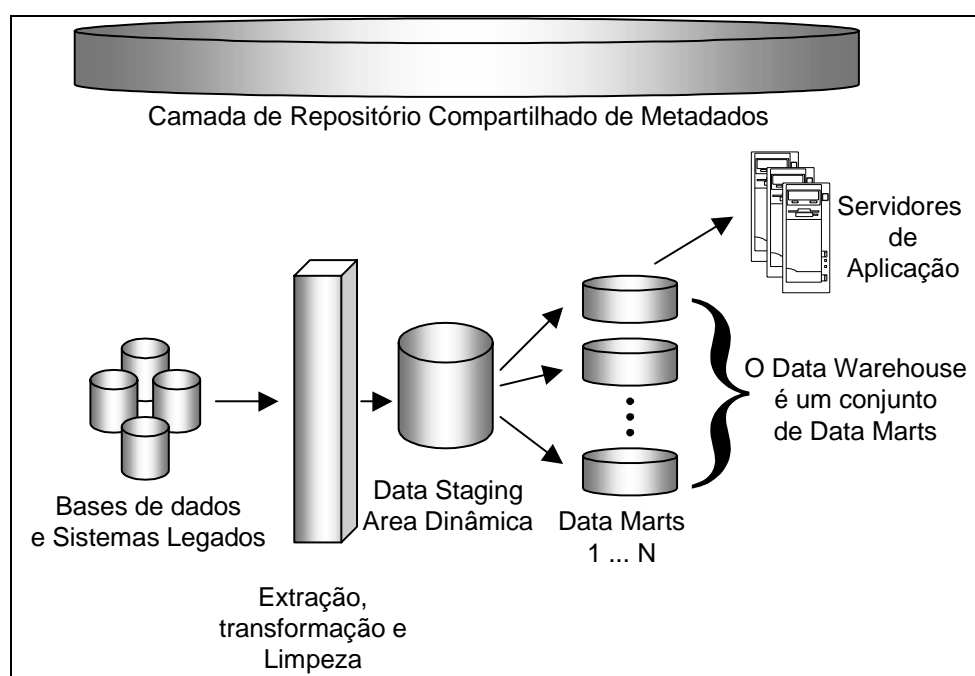 Camada de Repositório Compartilhado de Metadados
Servidores
de
Aplicação
O Data Warehouse
é um conjunto
de Data Marts
Bases de dados
e Sistemas Legados
Data Staging
Area Dinâmica
Data Marts
1 ... N
Extração,
transformação e
Limpeza